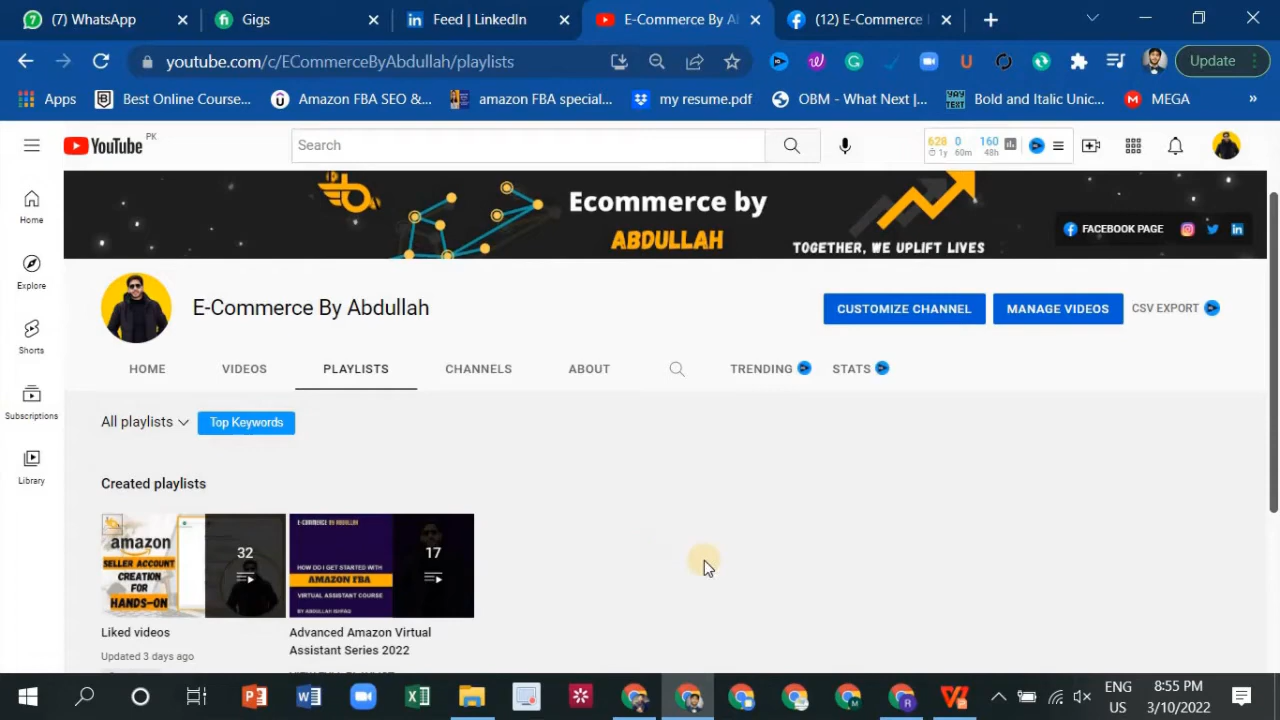 (7) WhatsApp
Gigs
Feed | LinkedIn
E-Commerce By A
(12) E-Commerce
youtube.com/c/ECommerceByAbdullah/playlists
Update
Apps
Best Online Course...
Amazon FBA SEO &...
amazon FBA special...
my resume.pdf
OBM - What Next |...
Bold and Italic Unic...
MEGA
»
YouTube PK
Search
628 0 160
1y 60m 48h
Home
Explore
Shorts
Subscriptions
Library
Ecommerce by
ABDULLAH
TOGETHER, WE UPLIFT LIVES
FACEBOOK PAGE
E-Commerce By Abdullah
CUSTOMIZE CHANNEL
MANAGE VIDEOS
CSV EXPORT
HOME
VIDEOS
PLAYLISTS
CHANNELS
ABOUT
TRENDING
STATS
All playlists
Top Keywords
Created playlists
amazon
SELLER ACCOUNT
CREATION
FOR
HANDS-ON
32
E-COMMERCE BY ABDULLAH
HOW DO I GET STARTED WITH
AMAZON FBA
VIRTUAL ASSISTANT COURSE
BY ABDULLAH
17
Liked videos
Updated 3 days ago
Advanced Amazon Virtual
Assistant Series 2022
ENG
US
8:55 PM
3/10/2022